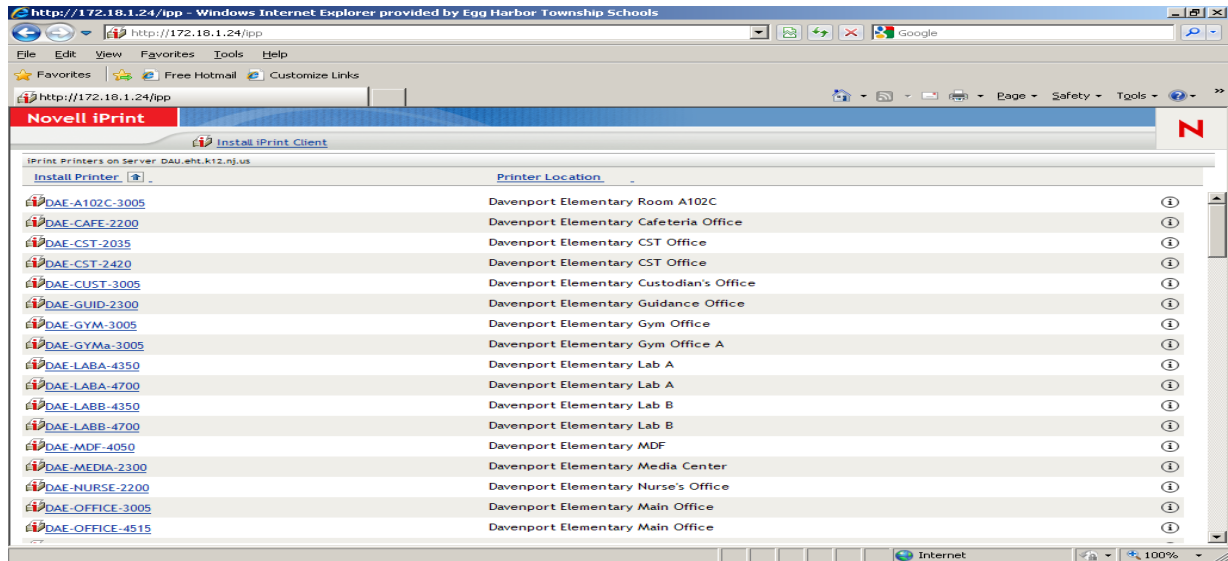 http://172.18.1.24/ipp - Windows Internet Explorer provided by Egg Harbor Township Schools
http://172.18.1.24/ipp Google
File Edit View Favorites Tools Help
Favorites Free Hotmail Customize Links
http://172.18.1.24/ipp Page Safety Tools »
Novell iPrint N
Install iPrint Client
iPrint Printers on Server DAU.eht.k12.nj.us
Install Printer Printer Location
DAE-A102C-3005 Davenport Elementary Room A102C
DAE-CAFE-2200 Davenport Elementary Cafeteria Office
DAE-CST-2035 Davenport Elementary CST Office
DAE-CST-2420 Davenport Elementary CST Office
DAE-CUST-3005 Davenport Elementary Custodian's Office
DAE-GUID-2300 Davenport Elementary Guidance Office
DAE-GYM-3005 Davenport Elementary Gym Office
DAE-GYMa-3005 Davenport Elementary Gym Office A
DAE-LABA-4350 Davenport Elementary Lab A
DAE-LABA-4700 Davenport Elementary Lab A
DAE-LABB-4350 Davenport Elementary Lab B
DAE-LABB-4700 Davenport Elementary Lab B
DAE-MDF-4050 Davenport Elementary MDF
DAE-MEDIA-2300 Davenport Elementary Media Center
DAE-NURSE-2200 Davenport Elementary Nurse's Office
DAE-OFFICE-3005 Davenport Elementary Main Office
DAE-OFFICE-4515 Davenport Elementary Main Office
Internet 100%